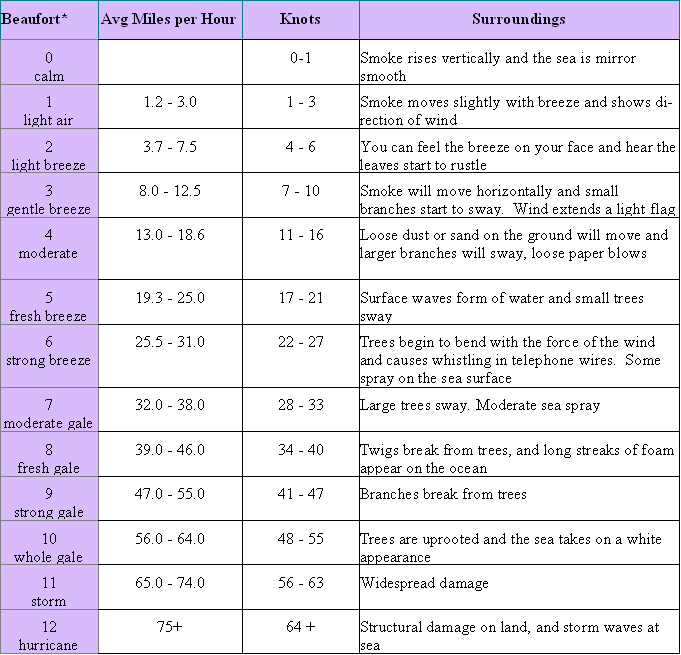 Beaufort* Avg Miles per Hour Knots Surroundings
0 0-1 Smoke rises vertically and the sea is mirror
calm smooth
1 1.2 - 3.0 1 - 3 Smoke moves slightly with breeze and shows di-
light air rection of wind
2 3.7 - 7.5 4 - 6 You can feel the breeze on your face and hear the
light breeze leaves start to rustle
3 8.0 - 12.5 7 - 10 Smoke will move horizontally and small
gentle breeze branches start to sway. Wind extends a light flag
4 13.0 - 18.6 11 - 16 Loose dust or sand on the ground will move and
moderate larger branches will sway, loose paper blows
5 19.3 - 25.0 17 - 21 Surface waves form of water and small trees
fresh breeze sway
6 25.5 - 31.0 22 - 27 Trees begin to bend with the force of the wind
strong breeze and causes whistling in telephone wires. Some
spray on the sea surface
7 32.0 - 38.0 28 - 33 Large trees sway. Moderate sea spray
moderate gale
8 39.0 - 46.0 34 - 40 Twigs break from trees, and long streaks of foam
fresh gale appear on the ocean
9 47.0 - 55.0 41 - 47 Branches break from trees
strong gale
10 56.0 - 64.0 48 - 55 Trees are uprooted and the sea takes on a white
whole gale appearance
11 65.0 - 74.0 56 - 63 Widespread damage
storm
12 75+ 64 + Structural damage on land, and storm waves at
hurricane sea